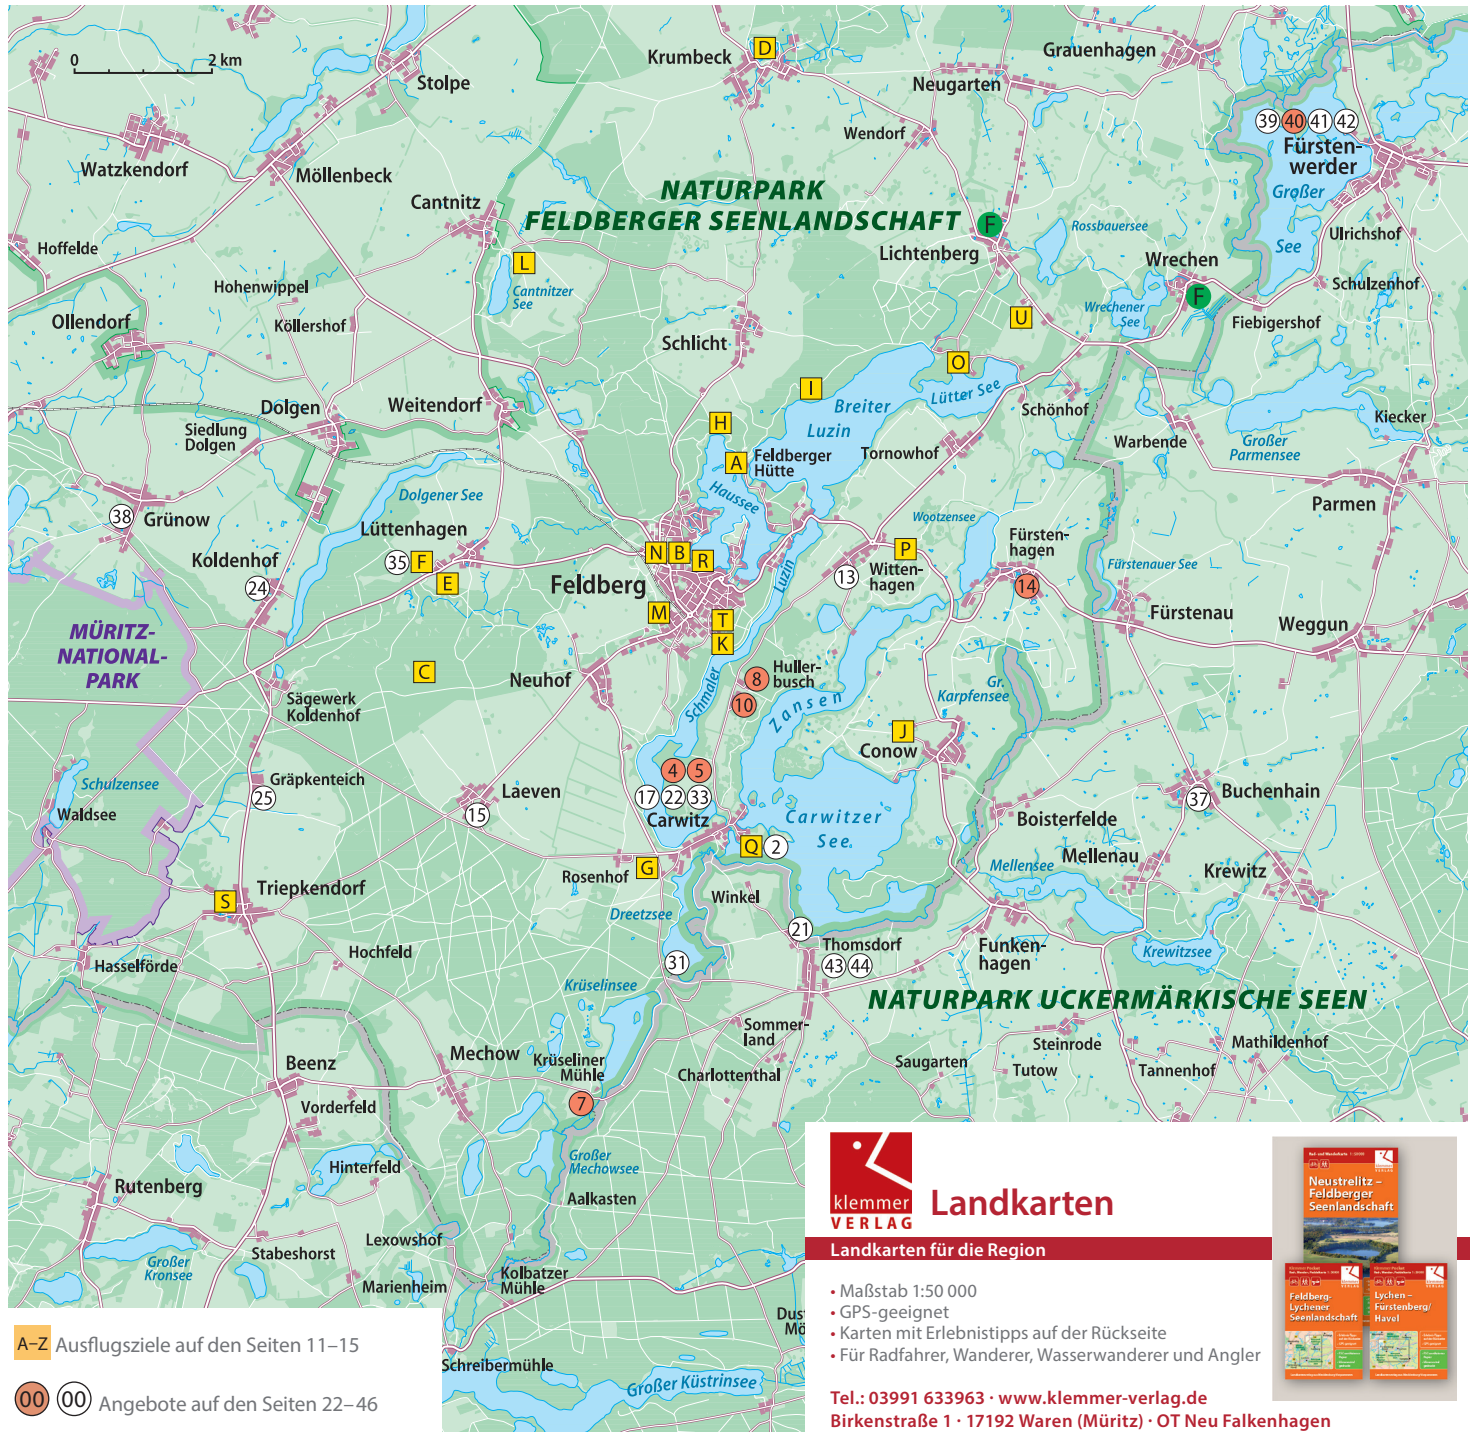 0 2 km
Stolpe
Krumbeck
D
Grauenhagen
Neugarten
Wendorf
39 40 41 42
Fürsten-
werder
Watzkendorf
Möllenbeck
Cantnitz
NATURPARK
FELDBERGER SEENLANDSCHAFT
F
Lichtenberg
Rossbauersee
Großer
See
Ulrichshof
Wrechen
F
Schulzenhof
Hoffelde
L
Cantnitzer
See
Hohenwippel
Köllershof
Ollendorf
Schlicht
U
Wrechener
See
Fiebigershof
O
Lütter See
I
Breiter
Luzin
Schönhof
Dolgen
Siedlung
Dolgen
Weitendorf
H
A
Feldberger
Hütte
Haussee
Tornowhof
Warbende
Großer
Parmensee
Kiecker
Parmen
Dolgener See
38
Grünow
Lüttenhagen
Koldenhof
24
35 F
E
N B R
Feldberg
M
T
K
Luzin
Schmaler
13
P
Witten-
hagen
Wootzensee
Fürsten-
hagen
14
Fürstenauer See
Fürstenau
Weggun
MÜRITZ-
NATIONAL-
PARK
C
Neuhof
Sägewerk
Koldenhof
8
Huller-
busch
10
Zansen
Gr.
Karpfensee
J
Conow
Schulzensee
Waldsee
Gräpkenteich
25
Laeven
15
4 5
17 22 33
Carwitz
Carwitzer
See
Q 2
G
Rosenhof
Buchenhain
37
Boisterfelde
Mellenau
Mellensee
Krewitz
Triepkendorf
S
Winkel
Dreetzsee
21
Thomsdorf
43 44
31
Funken-
hagen
Krewitzsee
Hochfeld
Hasselförde
Krüselinsee
NATURPARK UCKERMÄRKISCHE SEEN
Sommer-
land
Steinrode
Mathildenhof
Beenz
Mechow
Krüseliner
Mühle
7
Charlottenthal
Saugarten
Tutow
Tannenhof
Vorderfeld
Großer
Mechowsee
Hinterfeld
Rutenberg
Aalkasten
Lexowshof
Stabeshorst
Großer
Kronsee
Marienheim
Kolbatzer
Mühle
Dust
Mö
Schreibermühle
Großer Küstrinsee
A–Z Ausflugsziele auf den Seiten 11–15
00 00 Angebote auf den Seiten 22–46
klemmer
VERLAG
Landkarten
Landkarten für die Region
• Maßstab 1:50 000
• GPS-geeignet
• Karten mit Erlebnistipps auf der Rückseite
• Für Radfahrer, Wanderer, Wasserwanderer und Angler
Tel.: 03991 633963 · www.klemmer-verlag.de
Birkenstraße 1 · 17192 Waren (Müritz) · OT Neu Falkenhagen
Neustrelitz –
Feldberger
Seenlandschaft
Feldberg-
Lychener
Seenlandschaft
Lychen –
Fürstenberg/
Havel